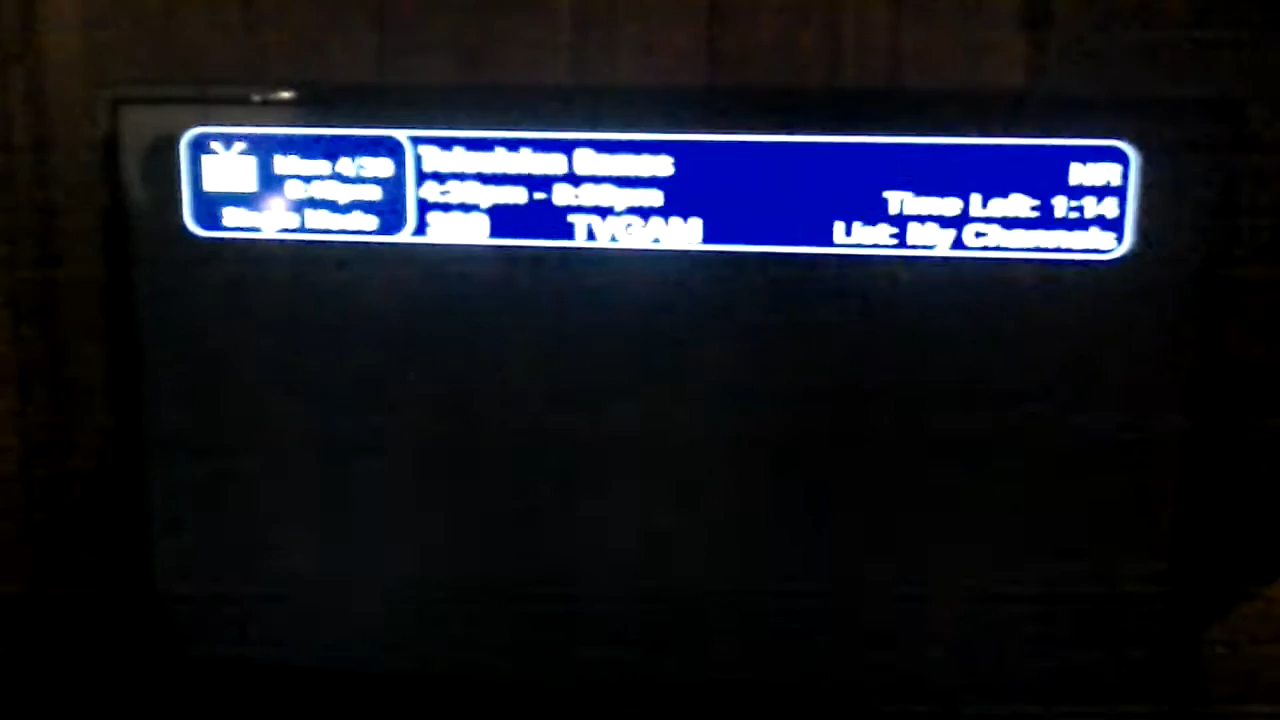 Mon 4/30
Single Mode
Television Games
4:30pm - 8:00pm
TVGAM
NR
Time Left: 1:14
List: My Channels